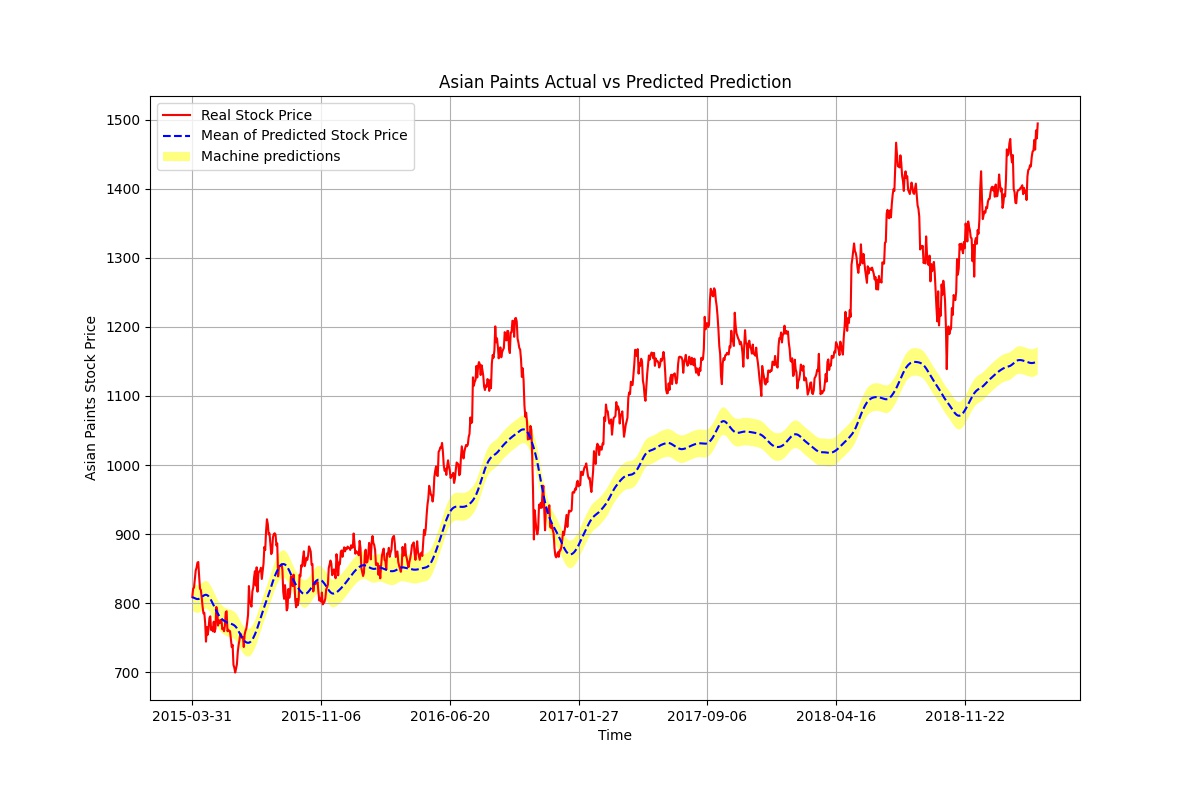 Asian Paints Actual vs Predicted Prediction
Real Stock Price
Mean of Predicted Stock Price
Machine predictions
Asian Paints Stock Price
1500
1400
1300
1200
1100
1000
900
800
700
2015-03-31
2015-11-06
2016-06-20
2017-01-27
2017-09-06
2018-04-16
2018-11-22
Time